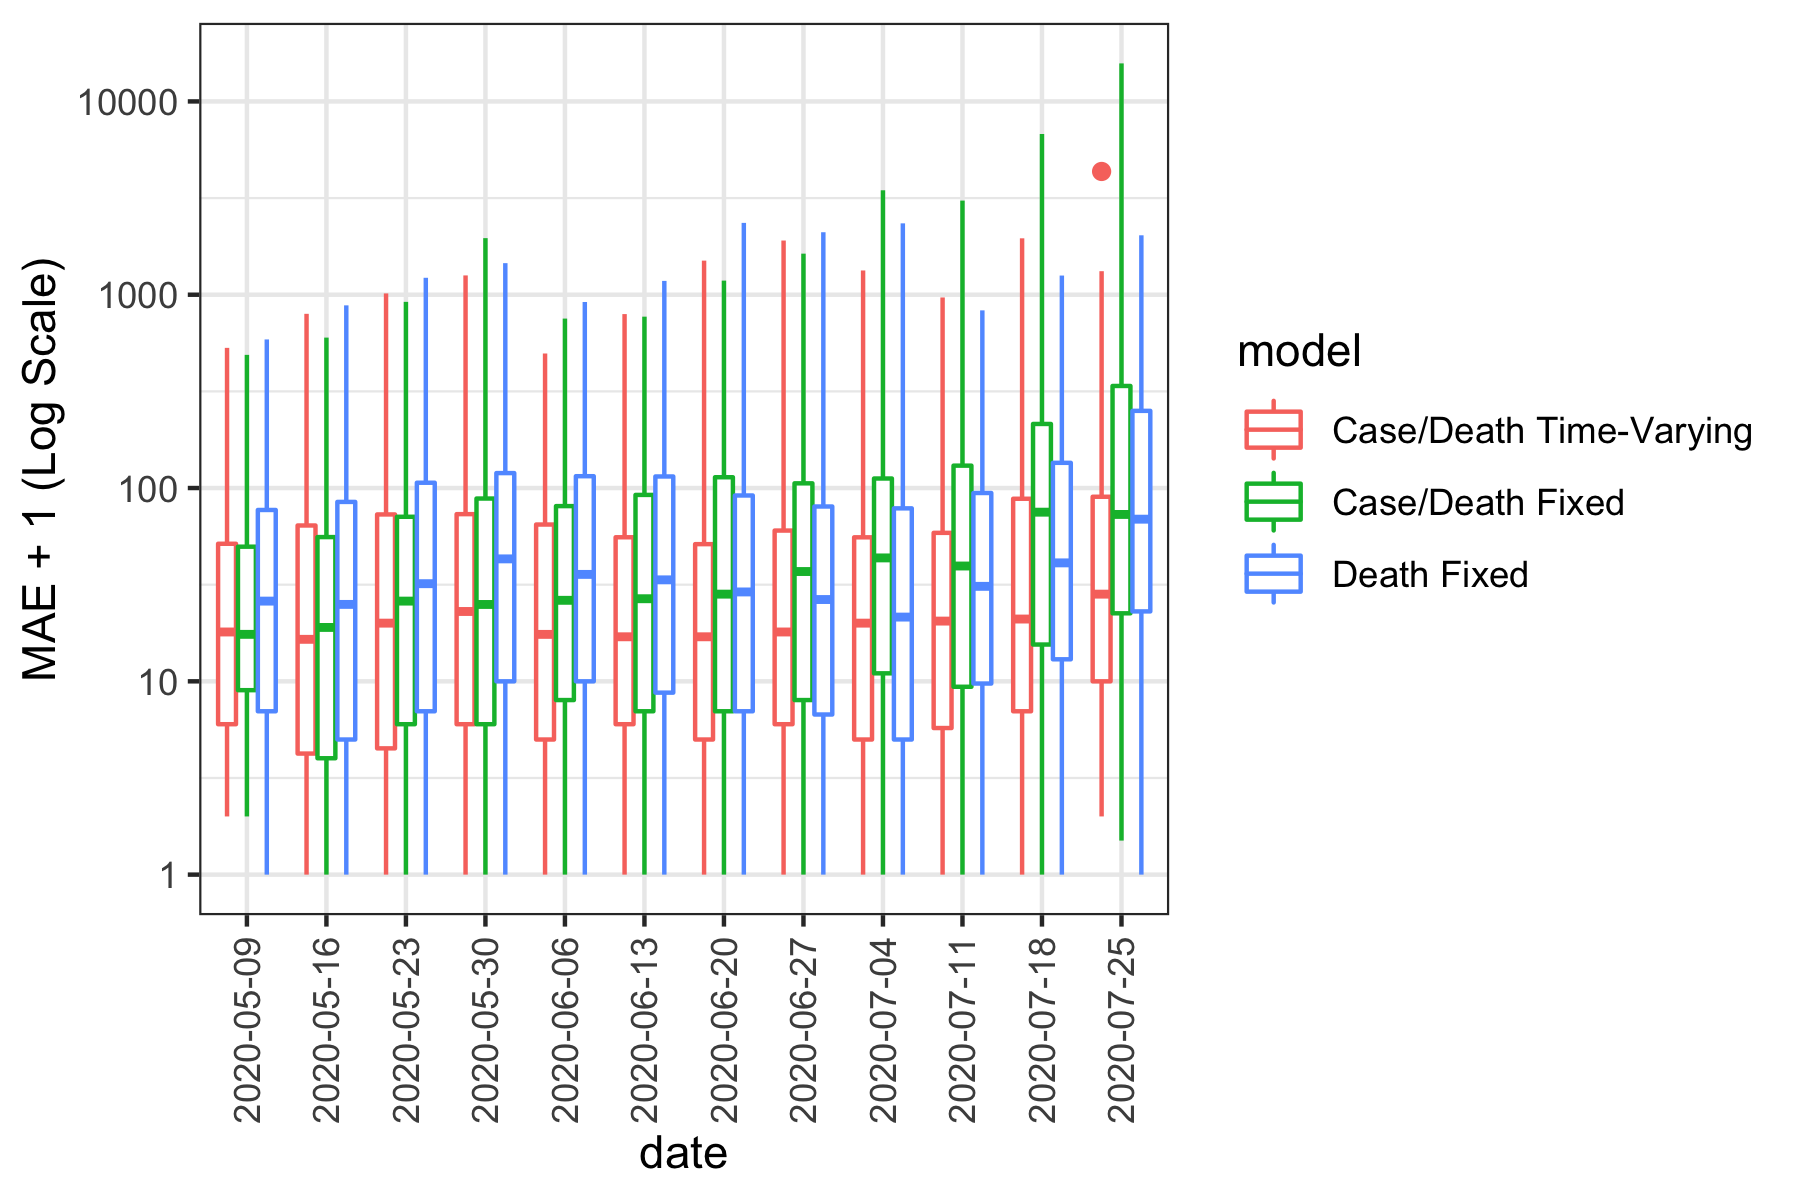 MAE + 1 (Log Scale)
10000
1000
100
10
1
2020-05-09
2020-05-16
2020-05-23
2020-05-30
2020-06-06
2020-06-13
2020-06-20
2020-06-27
2020-07-04
2020-07-11
2020-07-18
2020-07-25
date
model
Case/Death Time-Varying
Case/Death Fixed
Death Fixed